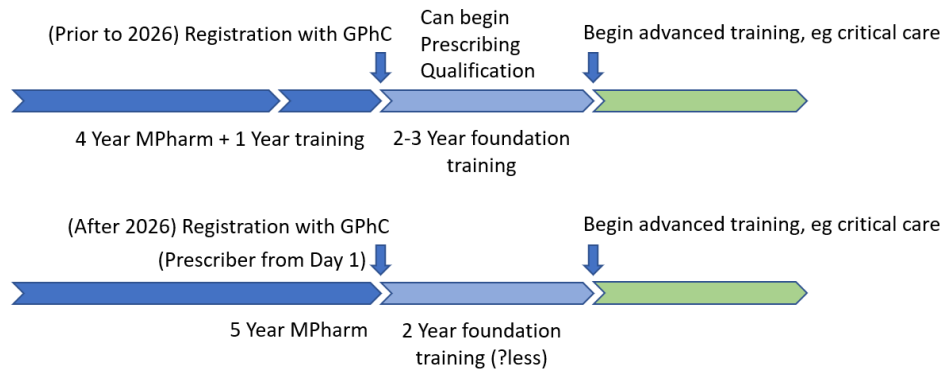 (Prior to 2026) Registration with GPhC
Can begin
Prescribing
Qualification
Begin advanced training, eg critical care
4 Year MPharm + 1 Year training
2-3 Year foundation
training
(After 2026) Registration with GPhC
(Prescriber from Day 1)
Begin advanced training, eg critical care
5 Year MPharm
2 Year foundation
training (?less)